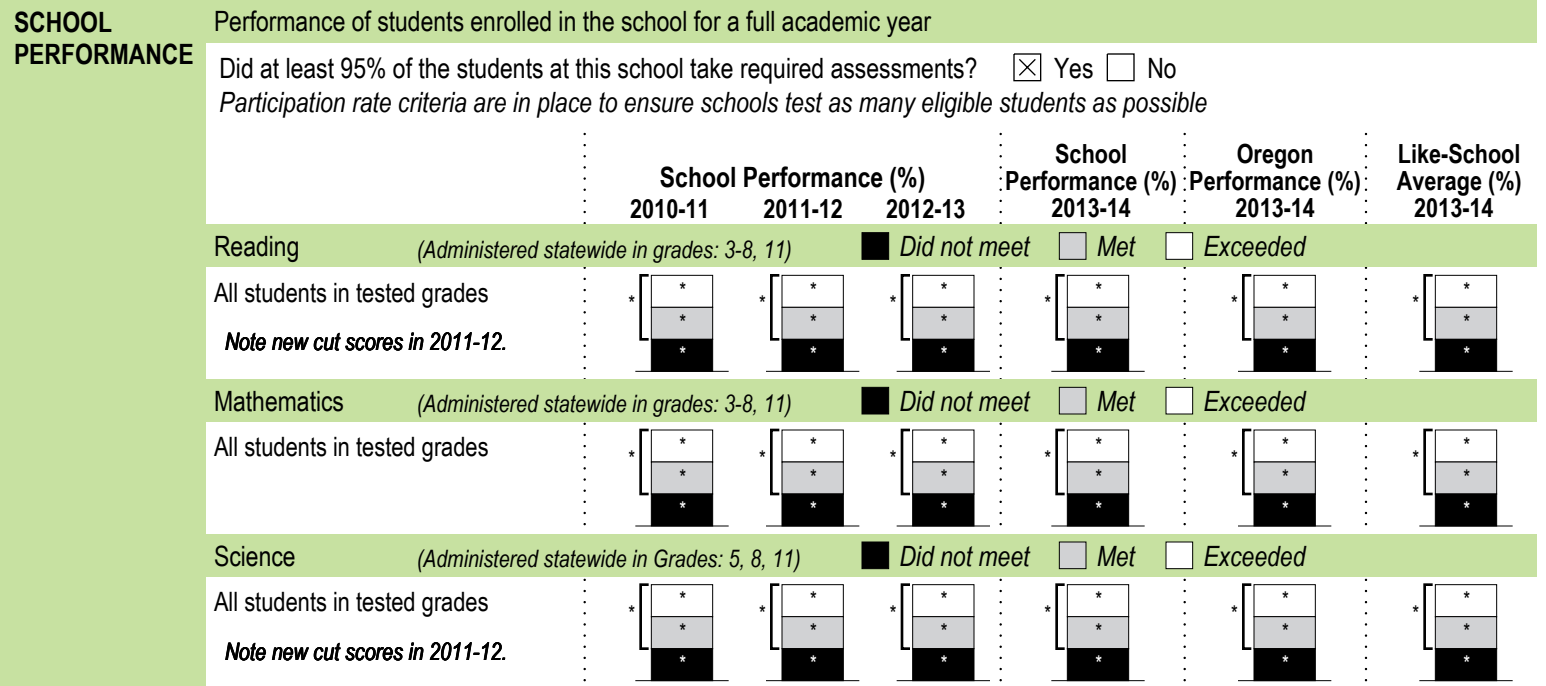 SCHOOL
PERFORMANCE
Performance of students enrolled in the school for a full academic year
Did at least 95% of the students at this school take required assessments? ☒ Yes ☐ No
Participation rate criteria are in place to ensure schools test as many eligible students as possible
School Performance (%)
2010-11 2011-12 2012-13
School
Performance (%)
2013-14
Oregon
Performance (%)
2013-14
Like-School
Average (%)
2013-14
Reading (Administered statewide in grades: 3-8, 11) Did not meet Met Exceeded
All students in tested grades
* * * * * *
* * * * * *
* * * * * *
Note new cut scores in 2011-12.
* * * * * *
Mathematics (Administered statewide in grades: 3-8, 11) Did not meet Met Exceeded
All students in tested grades
* * * * * *
* * * * * *
* * * * * *
* * * * * *
Science (Administered statewide in Grades: 5, 8, 11) Did not meet Met Exceeded
All students in tested grades
* * * * * *
* * * * * *
* * * * * *
Note new cut scores in 2011-12.
* * * * * *